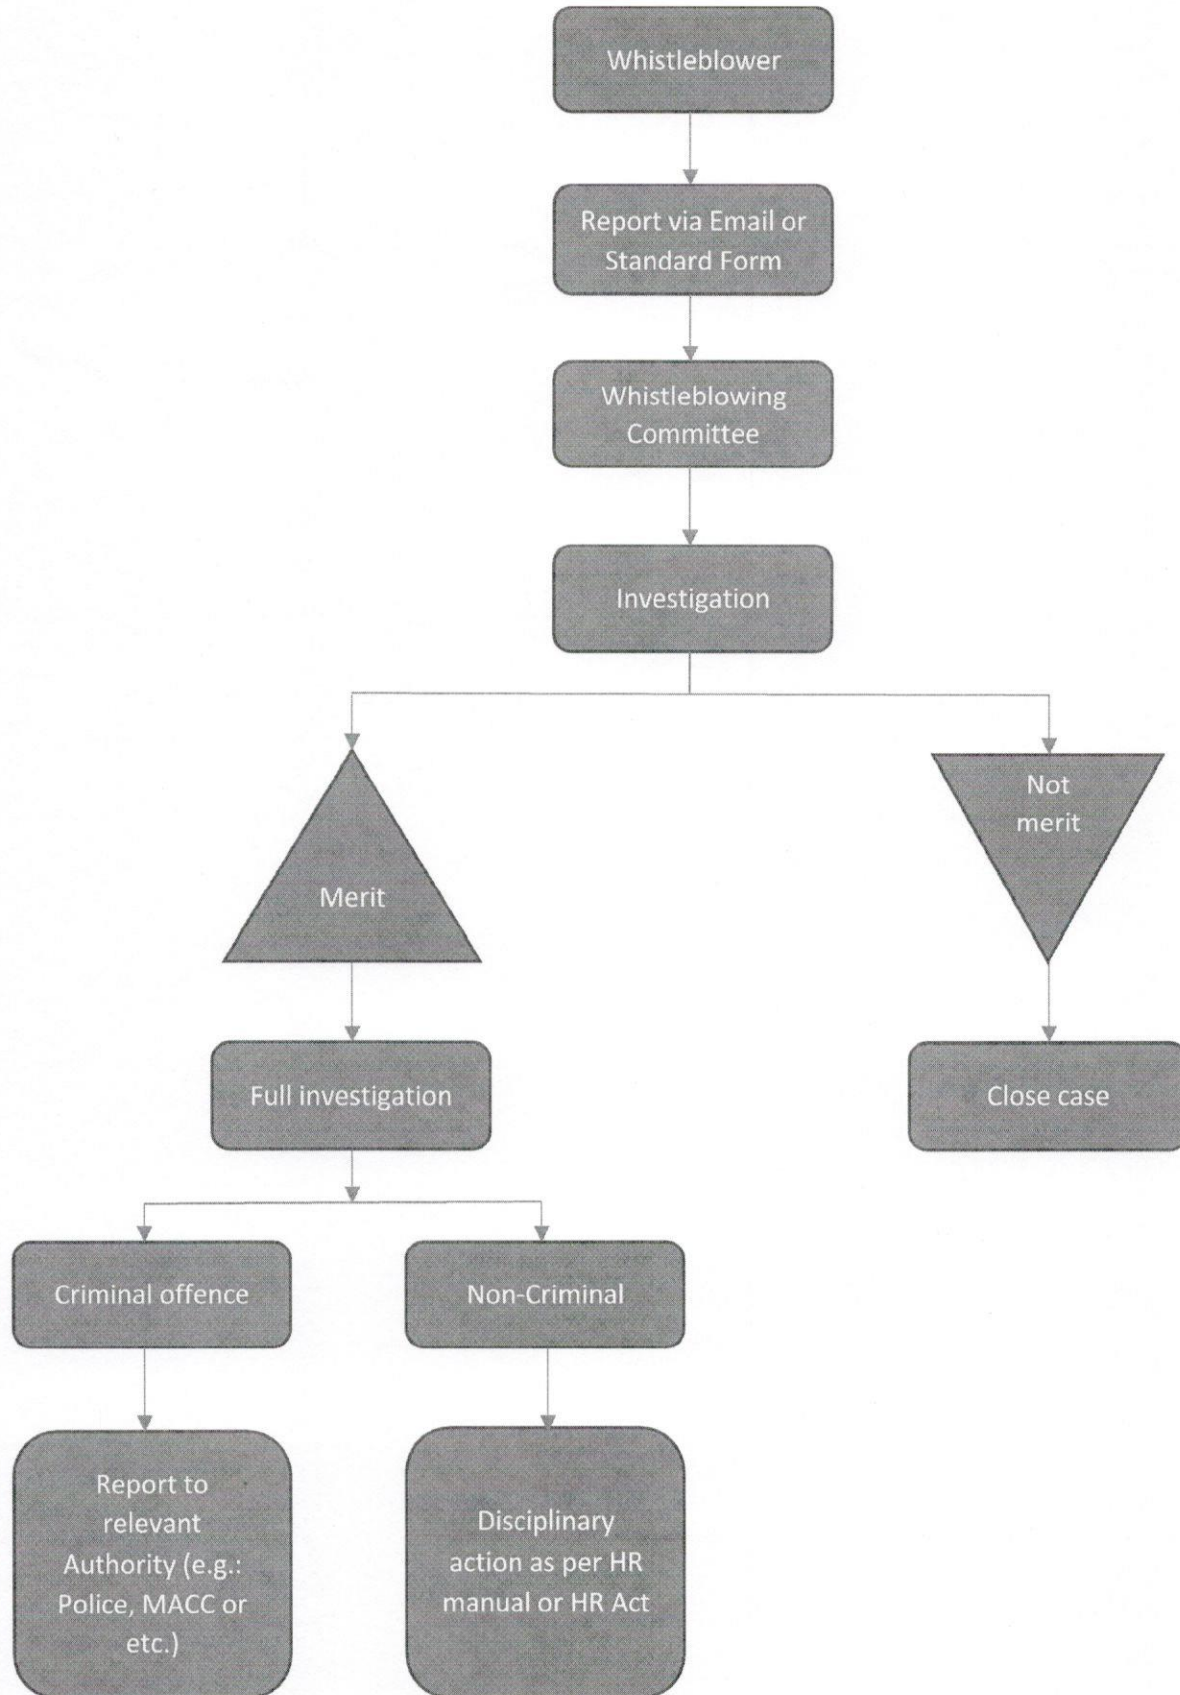 Whistleblower
Report via Email or
Standard Form
Whistleblowing
Committee
Investigation
Merit
Not
merit
Full investigation
Close case
Criminal offence
Non-Criminal
Report to
relevant
Authority (e.g.:
Police, MACC or
etc.)
Disciplinary
action as per HR
manual or HR Act